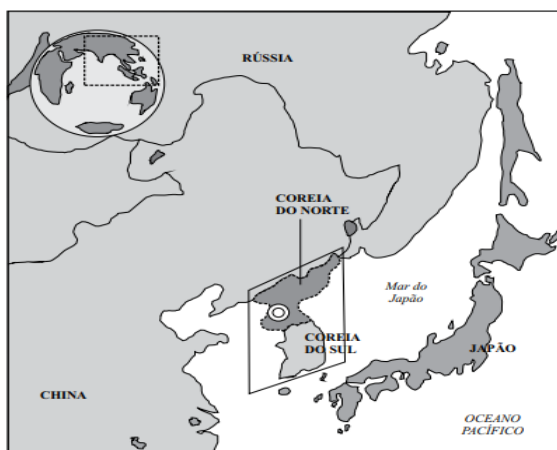 RÚSSIA
COREIA
DO NORTE
Mar do
Japão
COREIA
DO SUL
JAPÃO
CHINA
OCEANO
PACÍFICO